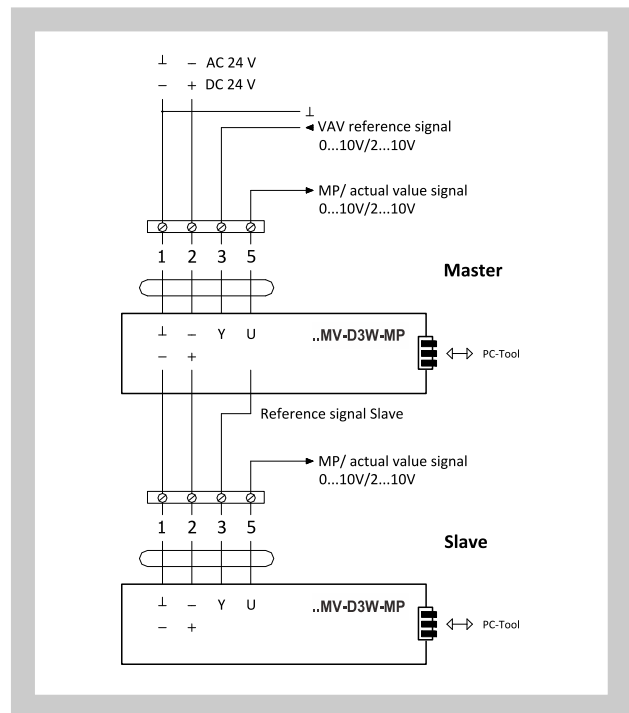 ⊥ – AC 24 V
– + DC 24 V
⊥
VAV reference signal
0...10V/2...10V
MP/ actual value signal
0...10V/2...10V
1 2 3 5
Master
⊥ – Y U ..MV-D3W-MP
– +
PC-Tool
Reference signal Slave
MP/ actual value signal
0...10V/2...10V
1 2 3 5
Slave
⊥ – Y U ..MV-D3W-MP
– +
PC-Tool